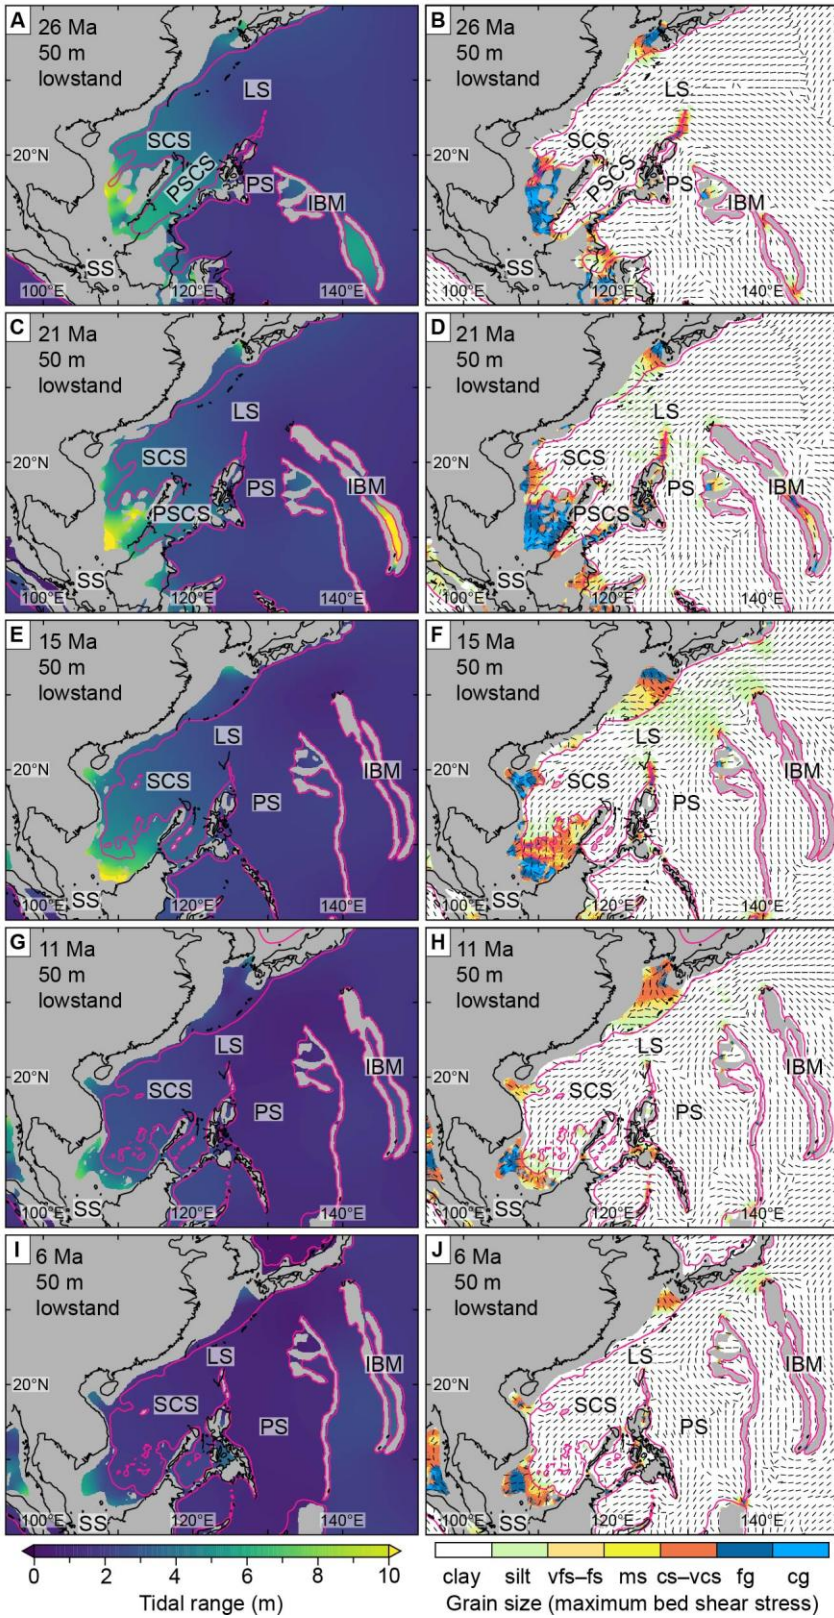 A
26 Ma
50 m
lowstand
LS
SCS
20°N
PSCS
PS
IBM
SS
100°E
120°E
140°E
B
26 Ma
50 m
lowstand
LS
SCS
20°N
PSCS
PS
IBM
SS
100°E
120°E
140°E
C
21 Ma
50 m
lowstand
LS
SCS
20°N
PS
IBM
PSCS
SS
100°E
120°E
140°E
D
21 Ma
50 m
lowstand
LS
SCS
20°N
PS
IBM
PSCS
SS
100°E
120°E
140°E
E
15 Ma
50 m
lowstand
LS
20°N
SCS
IBM
PS
SS
100°E
120°E
140°E
F
15 Ma
50 m
lowstand
LS
20°N
SCS
IBM
PS
SS
100°E
120°E
140°E
G
11 Ma
50 m
lowstand
LS
20°N
SCS
IBM
PS
SS
100°E
120°E
140°E
H
11 Ma
50 m
lowstand
LS
20°N
SCS
IBM
PS
SS
100°E
120°E
140°E
I
6 Ma
50 m
lowstand
LS
IBM
20°N
SCS
PS
SS
100°E
120°E
140°E
J
6 Ma
50 m
lowstand
LS
IBM
20°N
SCS
PS
SS
100°E
120°E
140°E
0 2 4 6 8 10
Tidal range (m)
clay silt vfs–fs ms cs–vcs fg cg
Grain size (maximum bed shear stress)